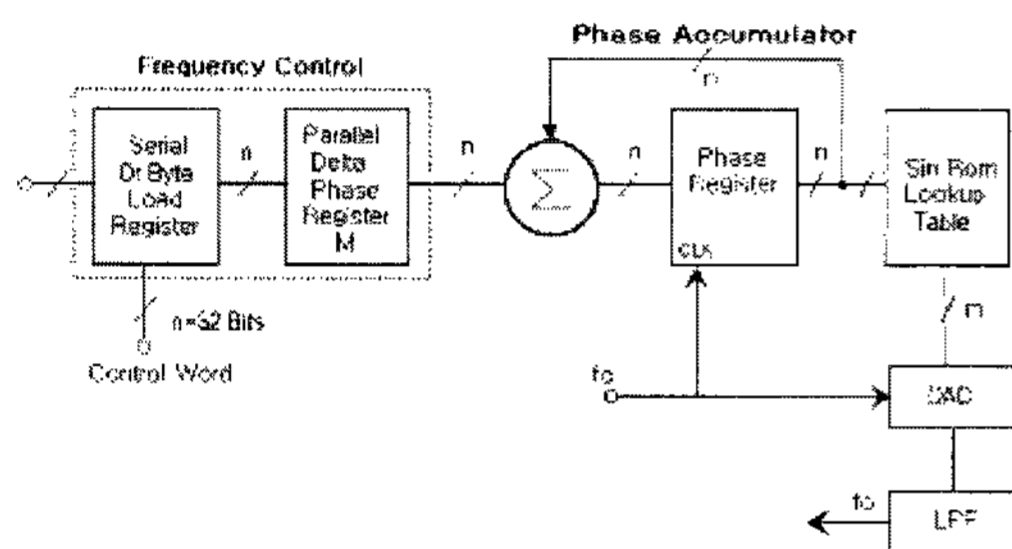 Phase Accumulator
n
Frequency Control
Serial
Or Byte
Load
Register
n
Parallel
Delta
Phase
Register
M
n
Σ
n
Phase
Register
CLK
n
Sin Rom
Lookup
Table
Control Word
m
DAC
LPF
fo